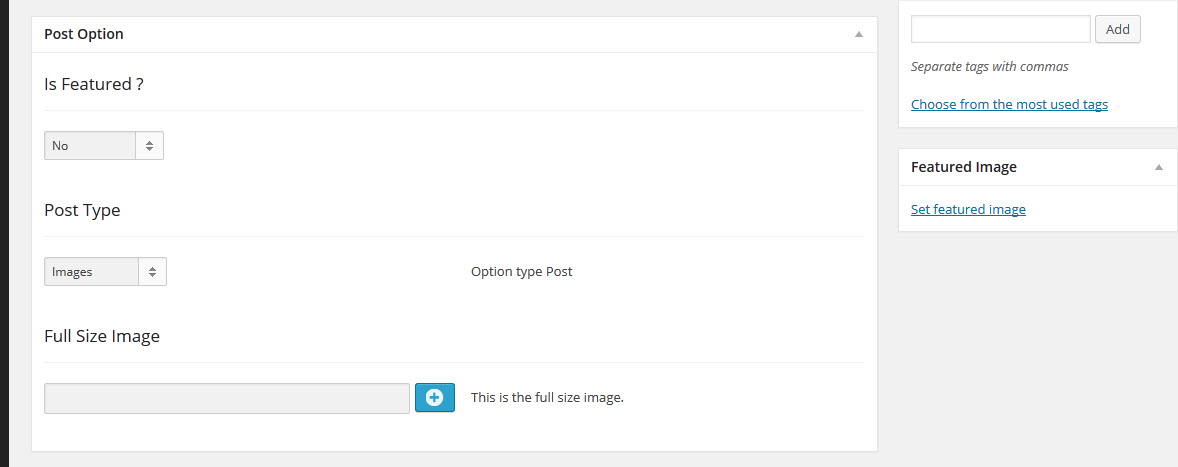 Post Option
Is Featured ?
No
Post Type
Images
Option type Post
Full Size Image
This is the full size image.
Add
Separate tags with commas
Choose from the most used tags
Featured Image
Set featured image